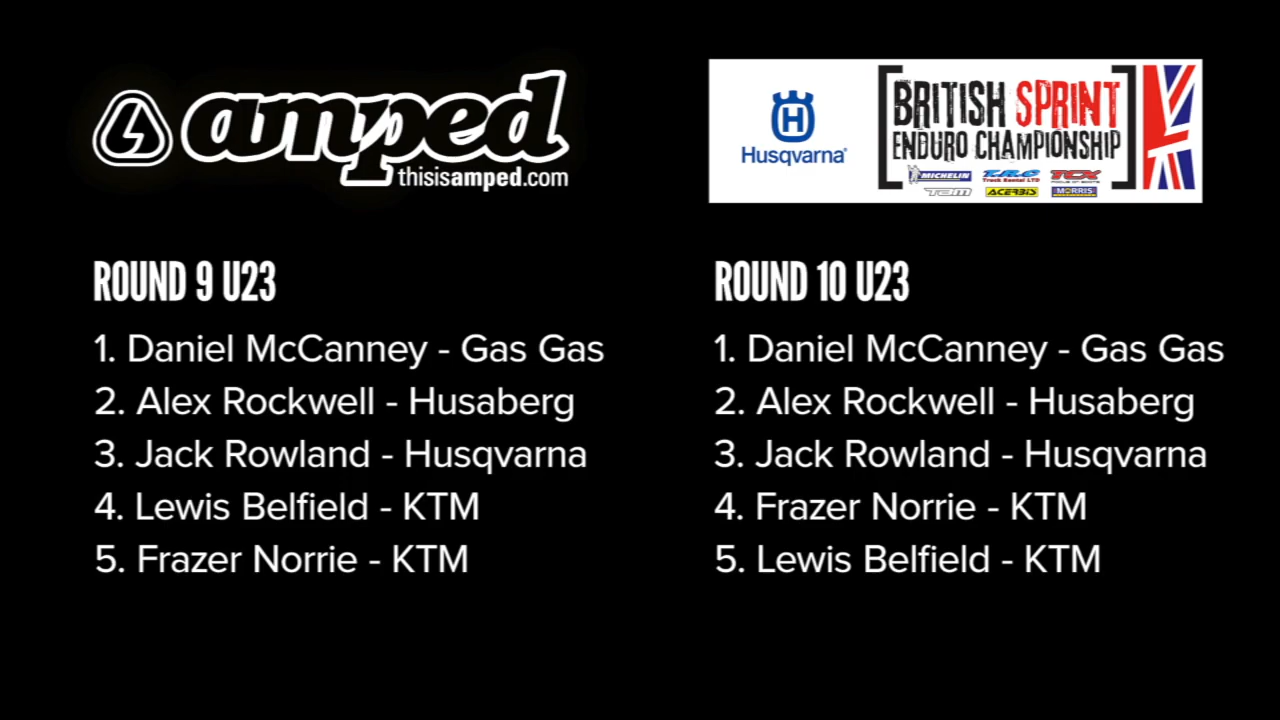 amped
thisisamped.com
Husqvarna
BRITISH SPRINT
ENDURO CHAMPIONSHIP
MICHELIN
T.R.C
Truck Rental LTD
TCX
ACERBIS
MORRIS
ROUND 9 U23
1. Daniel McCanney - Gas Gas
2. Alex Rockwell - Husaberg
3. Jack Rowland - Husqvarna
4. Lewis Belfield - KTM
5. Frazer Norrie - KTM
ROUND 10 U23
1. Daniel McCanney - Gas Gas
2. Alex Rockwell - Husaberg
3. Jack Rowland - Husqvarna
4. Frazer Norrie - KTM
5. Lewis Belfield - KTM